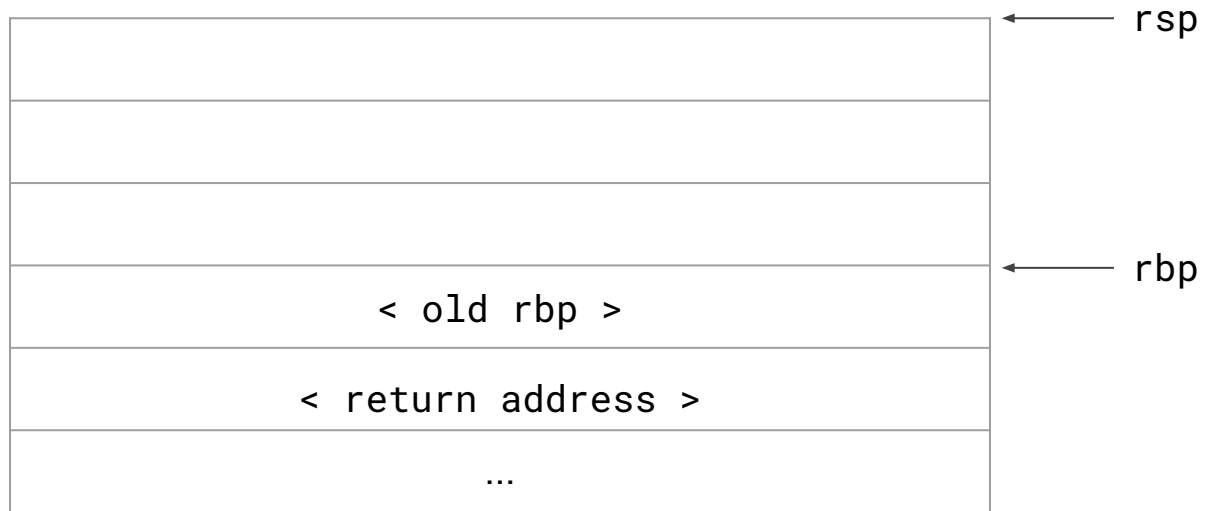 rsp
rbp
< old rbp >
< return address >
...